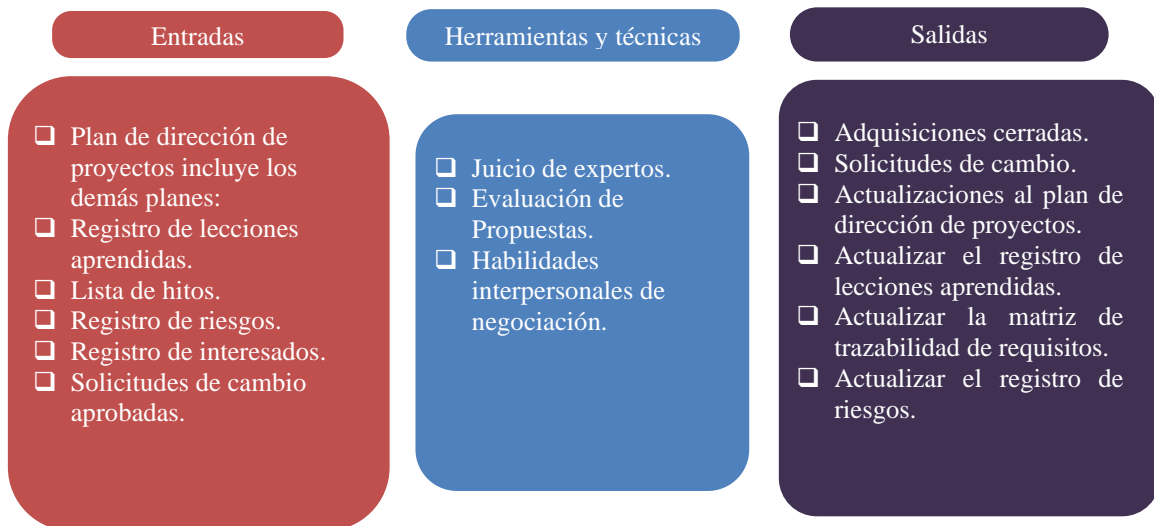 Entradas
Plan de dirección de
proyectos incluye los
demás planes:
Registro de lecciones
aprendidas.
Lista de hitos.
Registro de riesgos.
Registro de interesados.
Solicitudes de cambio
aprobadas.
Herramientas y técnicas
Juicio de expertos.
Evaluación de
Propuestas.
Habilidades
interpersonales de
negociación.
Salidas
Adquisiciones cerradas.
Solicitudes de cambio.
Actualizaciones al plan de
dirección de proyectos.
Actualizar el registro de
lecciones aprendidas.
Actualizar la matriz de
trazabilidad de requisitos.
Actualizar el registro de
riesgos.